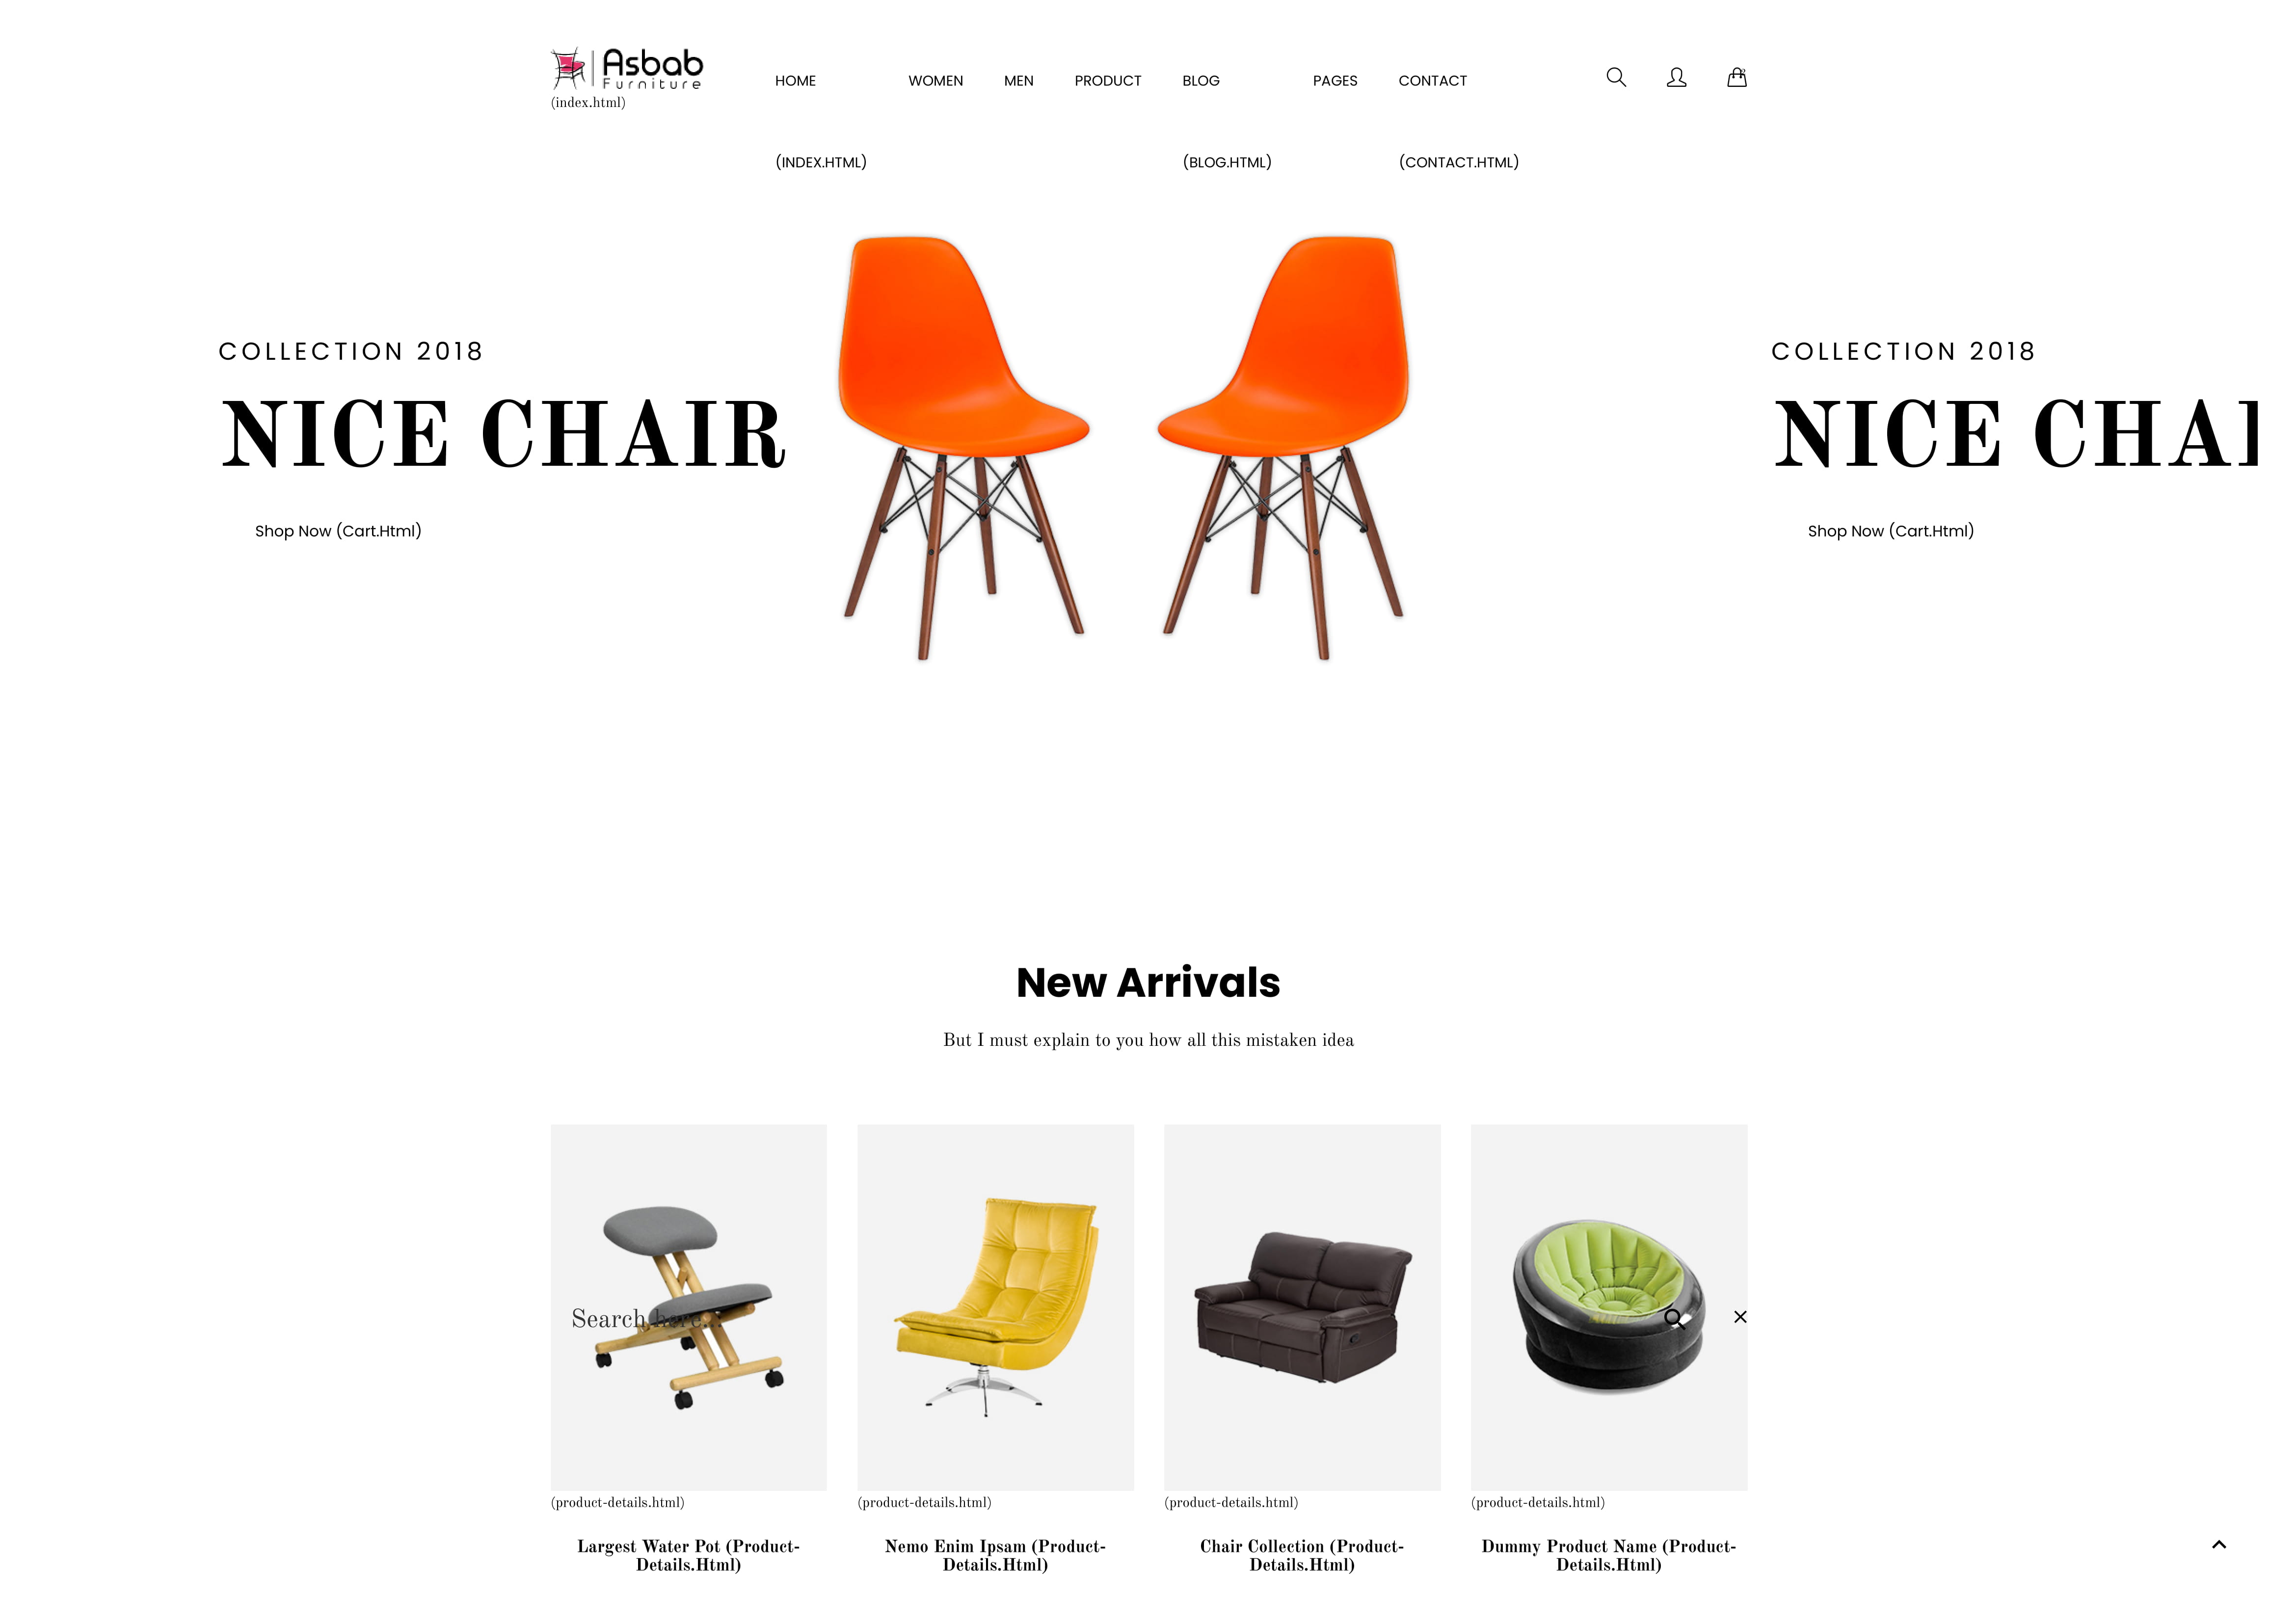 Asbab
Furniture
(index.html)
HOME WOMEN MEN PRODUCT BLOG PAGES CONTACT
(INDEX.HTML) (BLOG.HTML) (CONTACT.HTML)
COLLECTION 2018
NICE CHAIR
Shop Now (Cart.Html)
COLLECTION 2018
NICE CHAI
Shop Now (Cart.Html)
New Arrivals
But I must explain to you how all this mistaken idea
Search here...
(product-details.html) (product-details.html) (product-details.html) (product-details.html)
Largest Water Pot (Product-
Details.Html)
Nemo Enim Ipsam (Product-
Details.Html)
Chair Collection (Product-
Details.Html)
Dummy Product Name (Product-
Details.Html)